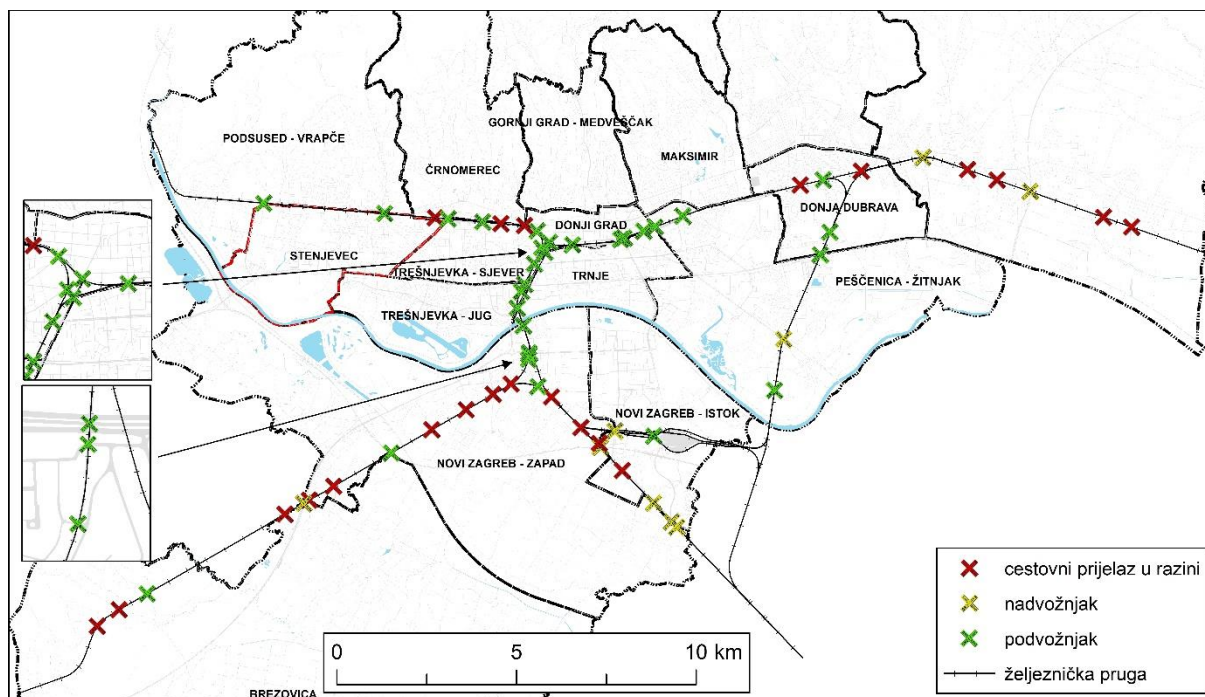 GORNJI GRAD - MEDVEŠČAK
PODSUSED - VRAPČE
MAKSIMIR
ČRNOMEREC
DONJA DUBRAVA
DONJI GRAD
STENJEVEC
TREŠNJEVKA - SJEVER
TRNJE
PEŠČENICA - ŽITNJAK
TREŠNJEVKA - JUG
NOVI ZAGREB - ISTOK
NOVI ZAGREB - ZAPAD
cestovni prijelaz u razini
nadvožnjak
podvožnjak
željeznička pruga
0 5 10 km
BREZOVICA